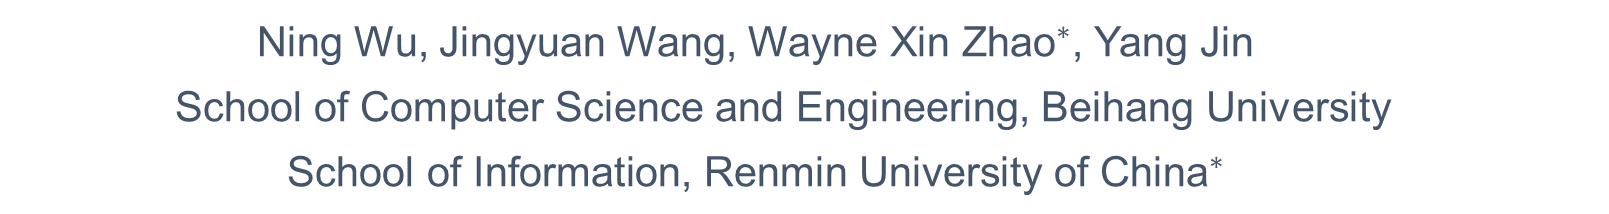 Ning Wu, Jingyuan Wang, Wayne Xin Zhao*, Yang Jin
School of Computer Science and Engineering, Beihang University
School of Information, Renmin University of China*